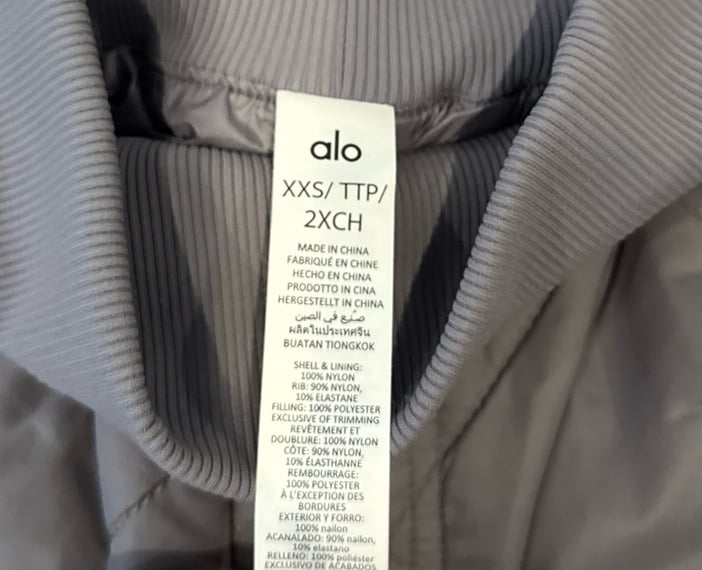 alo
XXS/ TTP/
2XCH
MADE IN CHINA
FABRIQUÉ EN CHINE
HECHO EN CHINA
PRODOTTO IN CINA
HERGESTELLT IN CHINA
صُنِع في الصين
ผลิตในประเทศจีน
BUATAN TIONGKOK
SHELL & LINING:
100% NYLON
RIB: 90% NYLON,
10% ELASTANE
FILLING: 100% POLYESTER
EXCLUSIVE OF TRIMMING
REVÊTEMENT ET
DOUBLURE: 100% NYLON
CÔTE: 90% NYLON,
10% ÉLASTHANNE
REMBOURRAGE:
100% POLYESTER
À L'EXCEPTION DES
BORDURES
EXTERIOR Y FORRO:
100% nailon
ACANALADO: 90% nailon,
10% elastano
RELLENO: 100% poliéster
EXCLUSIVO DE ACABADOS